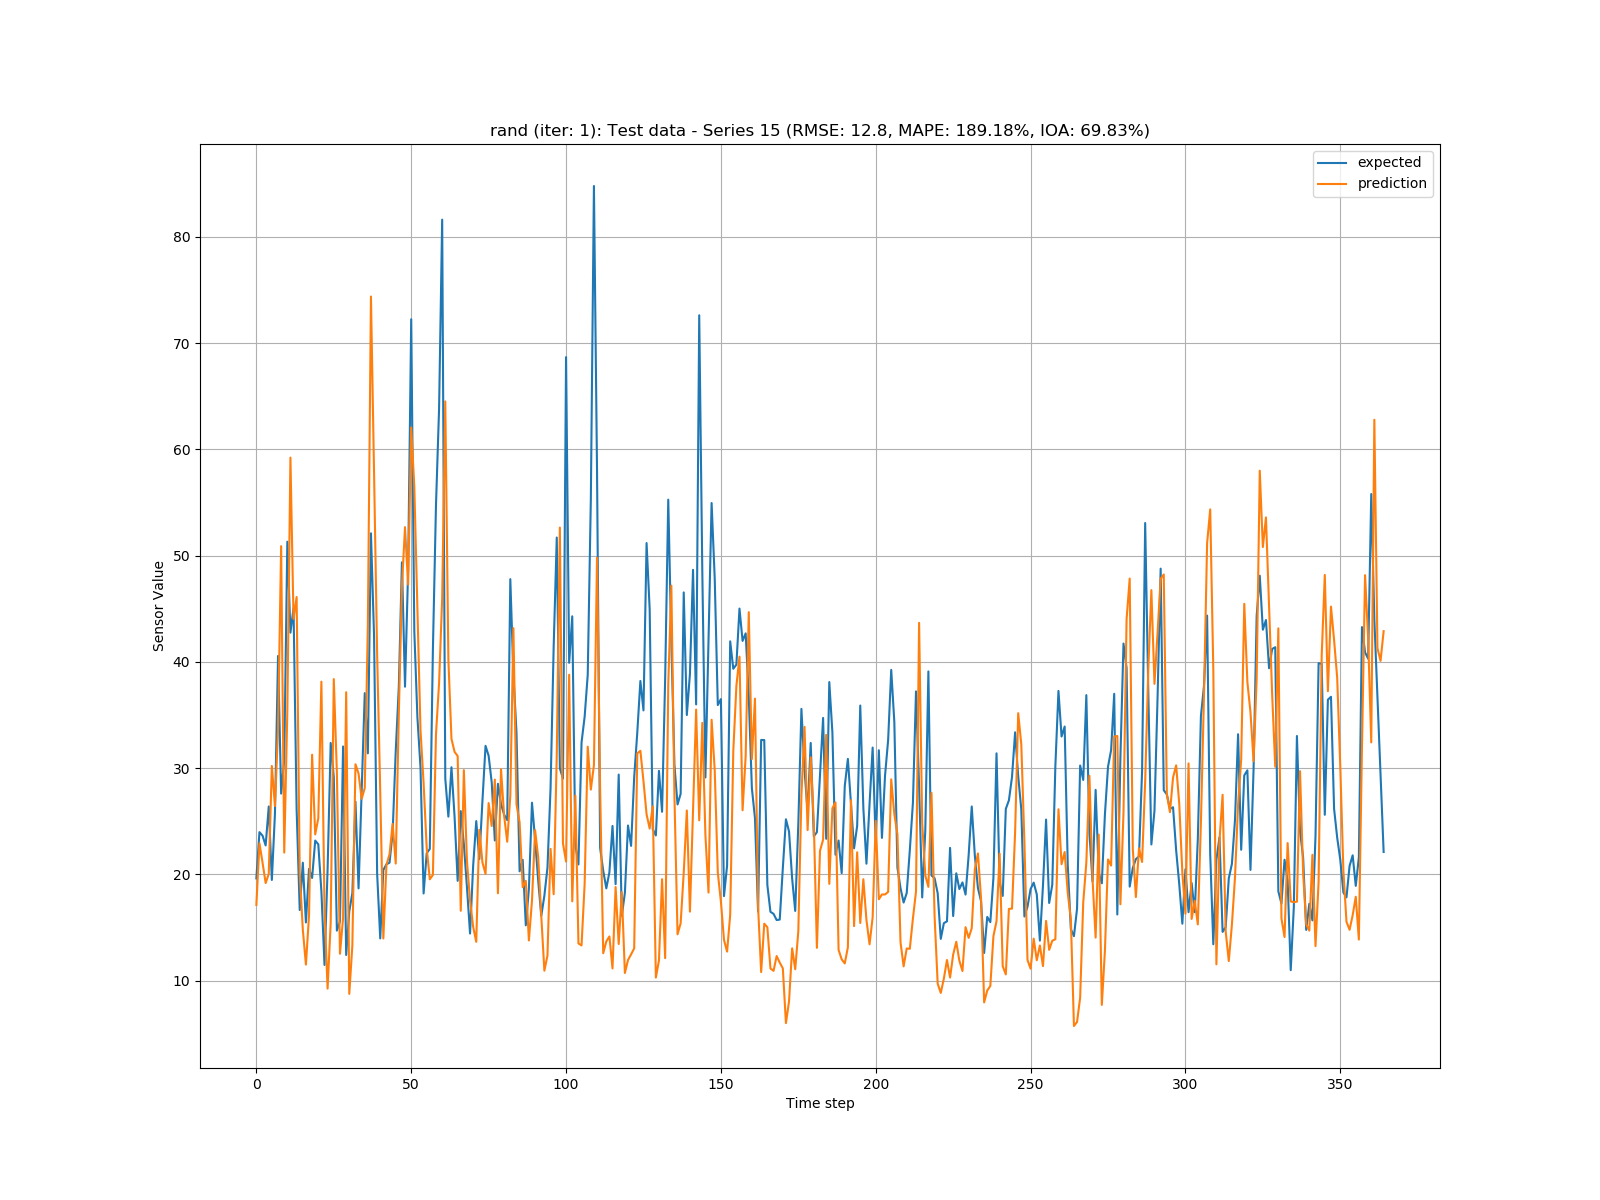 rand (iter: 1): Test data - Series 15 (RMSE: 12.8, MAPE: 189.18%, IOA: 69.83%)
expected
prediction
80
70
60
50
40
30
20
10
Sensor Value
0 50 100 150 200 250 300 350
Time step